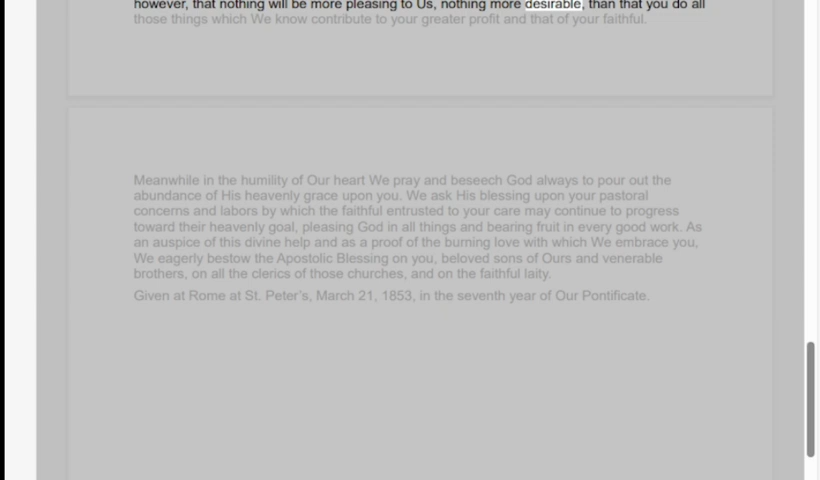 however, that nothing will be more pleasing to Us, nothing more desirable, than that you do all
those things which We know contribute to your greater profit and that of your faithful.
Meanwhile in the humility of Our heart We pray and beseech God always to pour out the
abundance of His heavenly grace upon you. We ask His blessing upon your pastoral
concerns and labors by which the faithful entrusted to your care may continue to progress
toward their heavenly goal, pleasing God in all things and bearing fruit in every good work. As
an auspice of this divine help and as a proof of the burning love with which We embrace you,
We eagerly bestow the Apostolic Blessing on you, beloved sons of Ours and venerable
brothers, on all the clerics of those churches, and on the faithful laity.
Given at Rome at St. Peter's, March 21, 1853, in the seventh year of Our Pontificate.